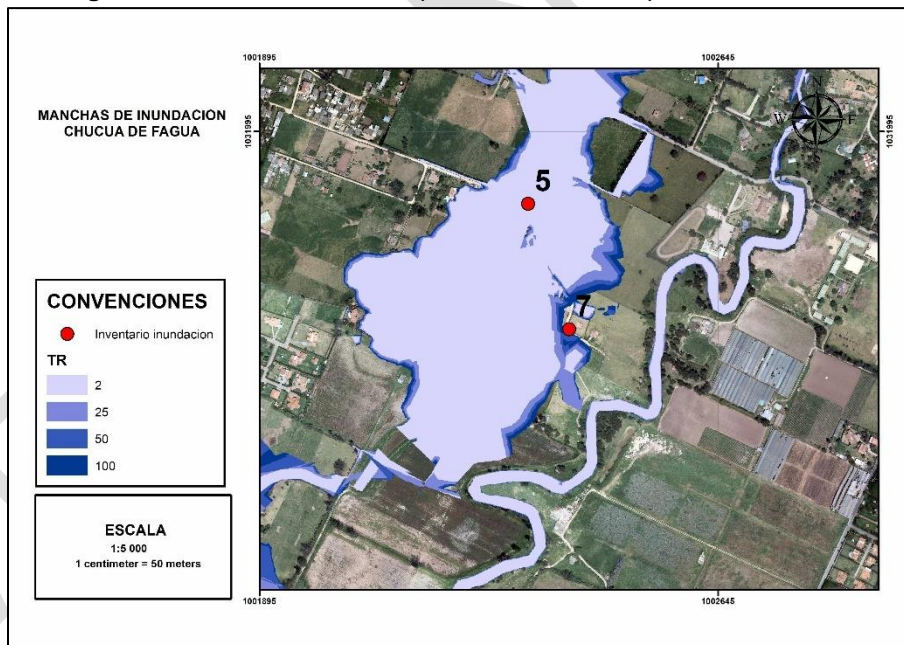 1001895
1002645
MANCHAS DE INUNDACION
CHUCUA DE FAGUA
1031995
1031995
N
W
E
S
5
7
CONVENCIONES
Inventario inundacion
TR
2
25
50
100
ESCALA
1:5 000
1 centimeter = 50 meters
1001895
1002645